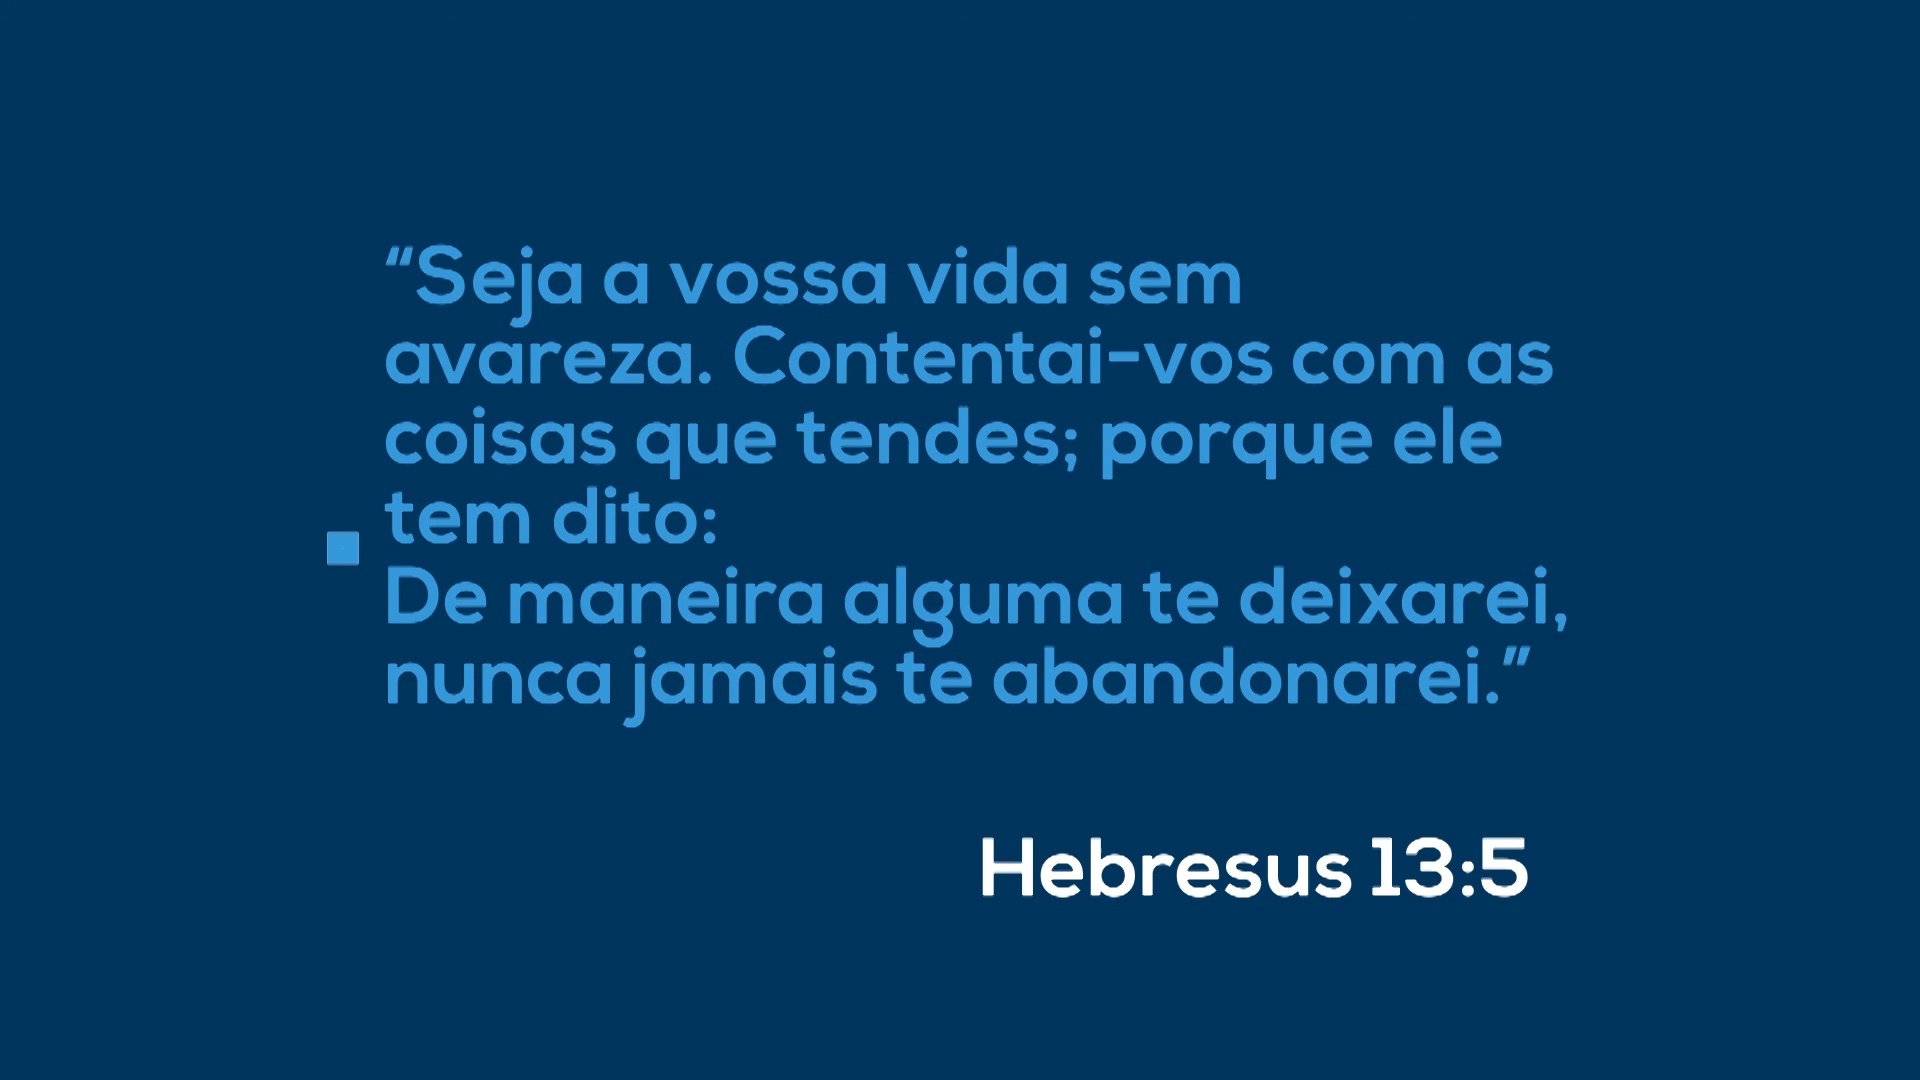 “Seja a vossa vida sem
avareza. Contentai-vos com as
coisas que tendes; porque ele
tem dito:
De maneira alguma te deixarei,
nunca jamais te abandonarei.”
Hebresus 13:5